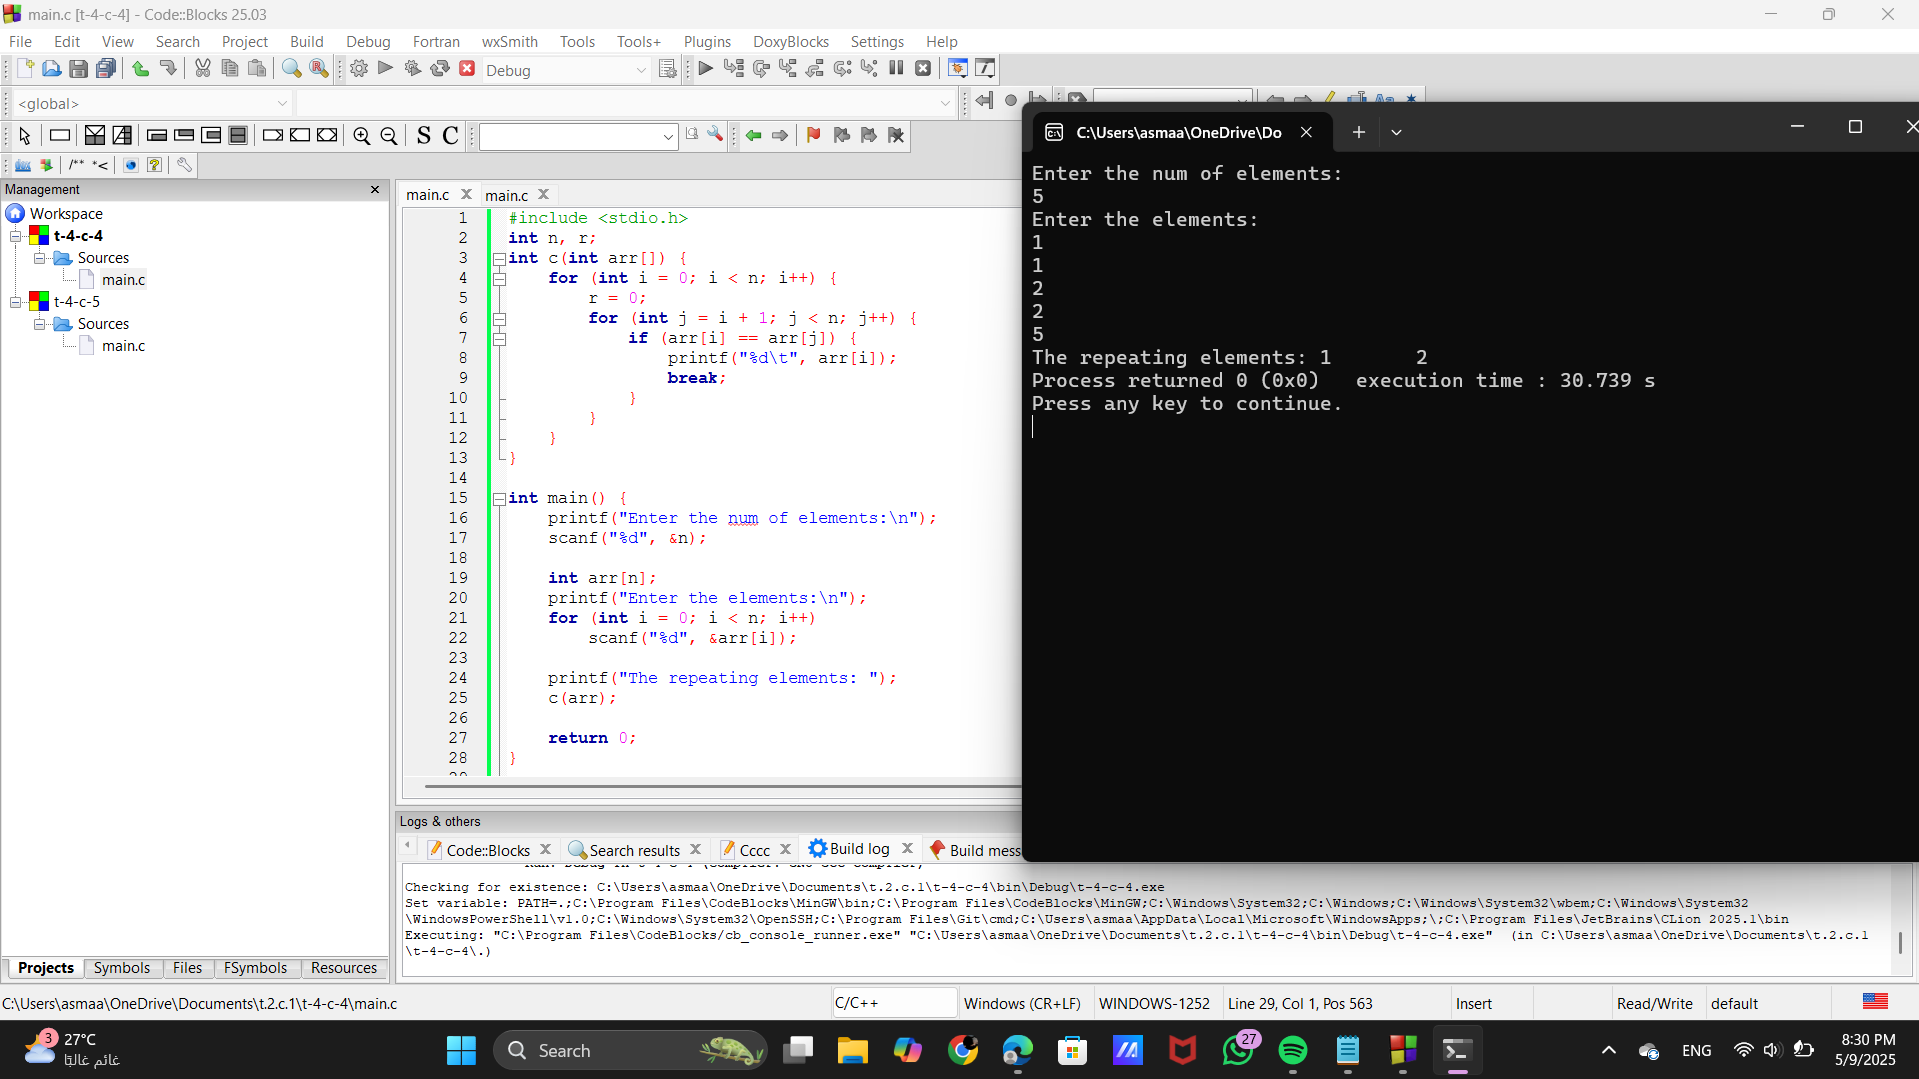 main.c [t-4-c-4] - Code::Blocks 25.03
File Edit View Search Project Build Debug Fortran wxSmith Tools Tools+ Plugins DoxyBlocks Settings Help
Debug
<global>
S C
/** *<
Management
Workspace
t-4-c-4
Sources
main.c
t-4-c-5
Sources
main.c
Projects Symbols Files FSymbols Resources
main.c main.c
1 #include <stdio.h>
2 int n, r;
3 int c(int arr[]) {
4 for (int i = 0; i < n; i++) {
5 r = 0;
6 for (int j = i + 1; j < n; j++) {
7 if (arr[i] == arr[j]) {
8 printf("%d\t", arr[i]);
9 break;
10 }
11 }
12 }
13 }
14
15 int main() {
16 printf("Enter the num of elements:\n");
17 scanf("%d", &n);
18
19 int arr[n];
20 printf("Enter the elements:\n");
21 for (int i = 0; i < n; i++)
22 scanf("%d", &arr[i]);
23
24 printf("The repeating elements: ");
25 c(arr);
26
27 return 0;
28 }
C:\Users\asmaa\OneDrive\Do
Enter the num of elements:
5
Enter the elements:
1
1
2
2
5
The repeating elements: 1 2
Process returned 0 (0x0) execution time : 30.739 s
Press any key to continue.
Logs & others
Code::Blocks Search results Cccc Build log Build mess
Checking for existence: C:\Users\asmaa\OneDrive\Documents\t.2.c.1\t-4-c-4\bin\Debug\t-4-c-4.exe
Set variable: PATH=.;C:\Program Files\CodeBlocks\MinGW\bin;C:\Program Files\CodeBlocks\MinGW;C:\Windows\System32;C:\Windows;C:\Windows\System32\wbem;C:\Windows\System32
\WindowsPowerShell\v1.0;C:\Windows\System32\OpenSSH;C:\Program Files\Git\cmd;C:\Users\asmaa\AppData\Local\Microsoft\WindowsApps;\;C:\Program Files\JetBrains\CLion 2025.1\bin
Executing: "C:\Program Files\CodeBlocks/cb_console_runner.exe" "C:\Users\asmaa\OneDrive\Documents\t.2.c.1\t-4-c-4\bin\Debug\t-4-c-4.exe" (in C:\Users\asmaa\OneDrive\Documents\t.2.c.1
\t-4-c-4\.)
C:\Users\asmaa\OneDrive\Documents\t.2.c.1\t-4-c-4\main.c C/C++ Windows (CR+LF) WINDOWS-1252 Line 29, Col 1, Pos 563 Insert Read/Write default
3 27°C
غائم غالبًا
Search
27
ENG
8:30 PM
5/9/2025